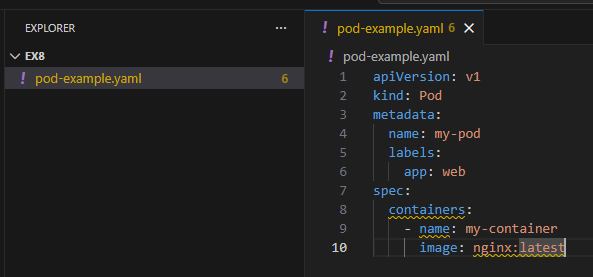 EXPLORER ...
EX8
! pod-example.yaml 6
! pod-example.yaml 6 ×
! pod-example.yaml
1 apiVersion: v1
2 kind: Pod
3 metadata:
4   name: my-pod
5   labels:
6     app: web
7 spec:
8   containers:
9     - name: my-container
10       image: nginx:latest